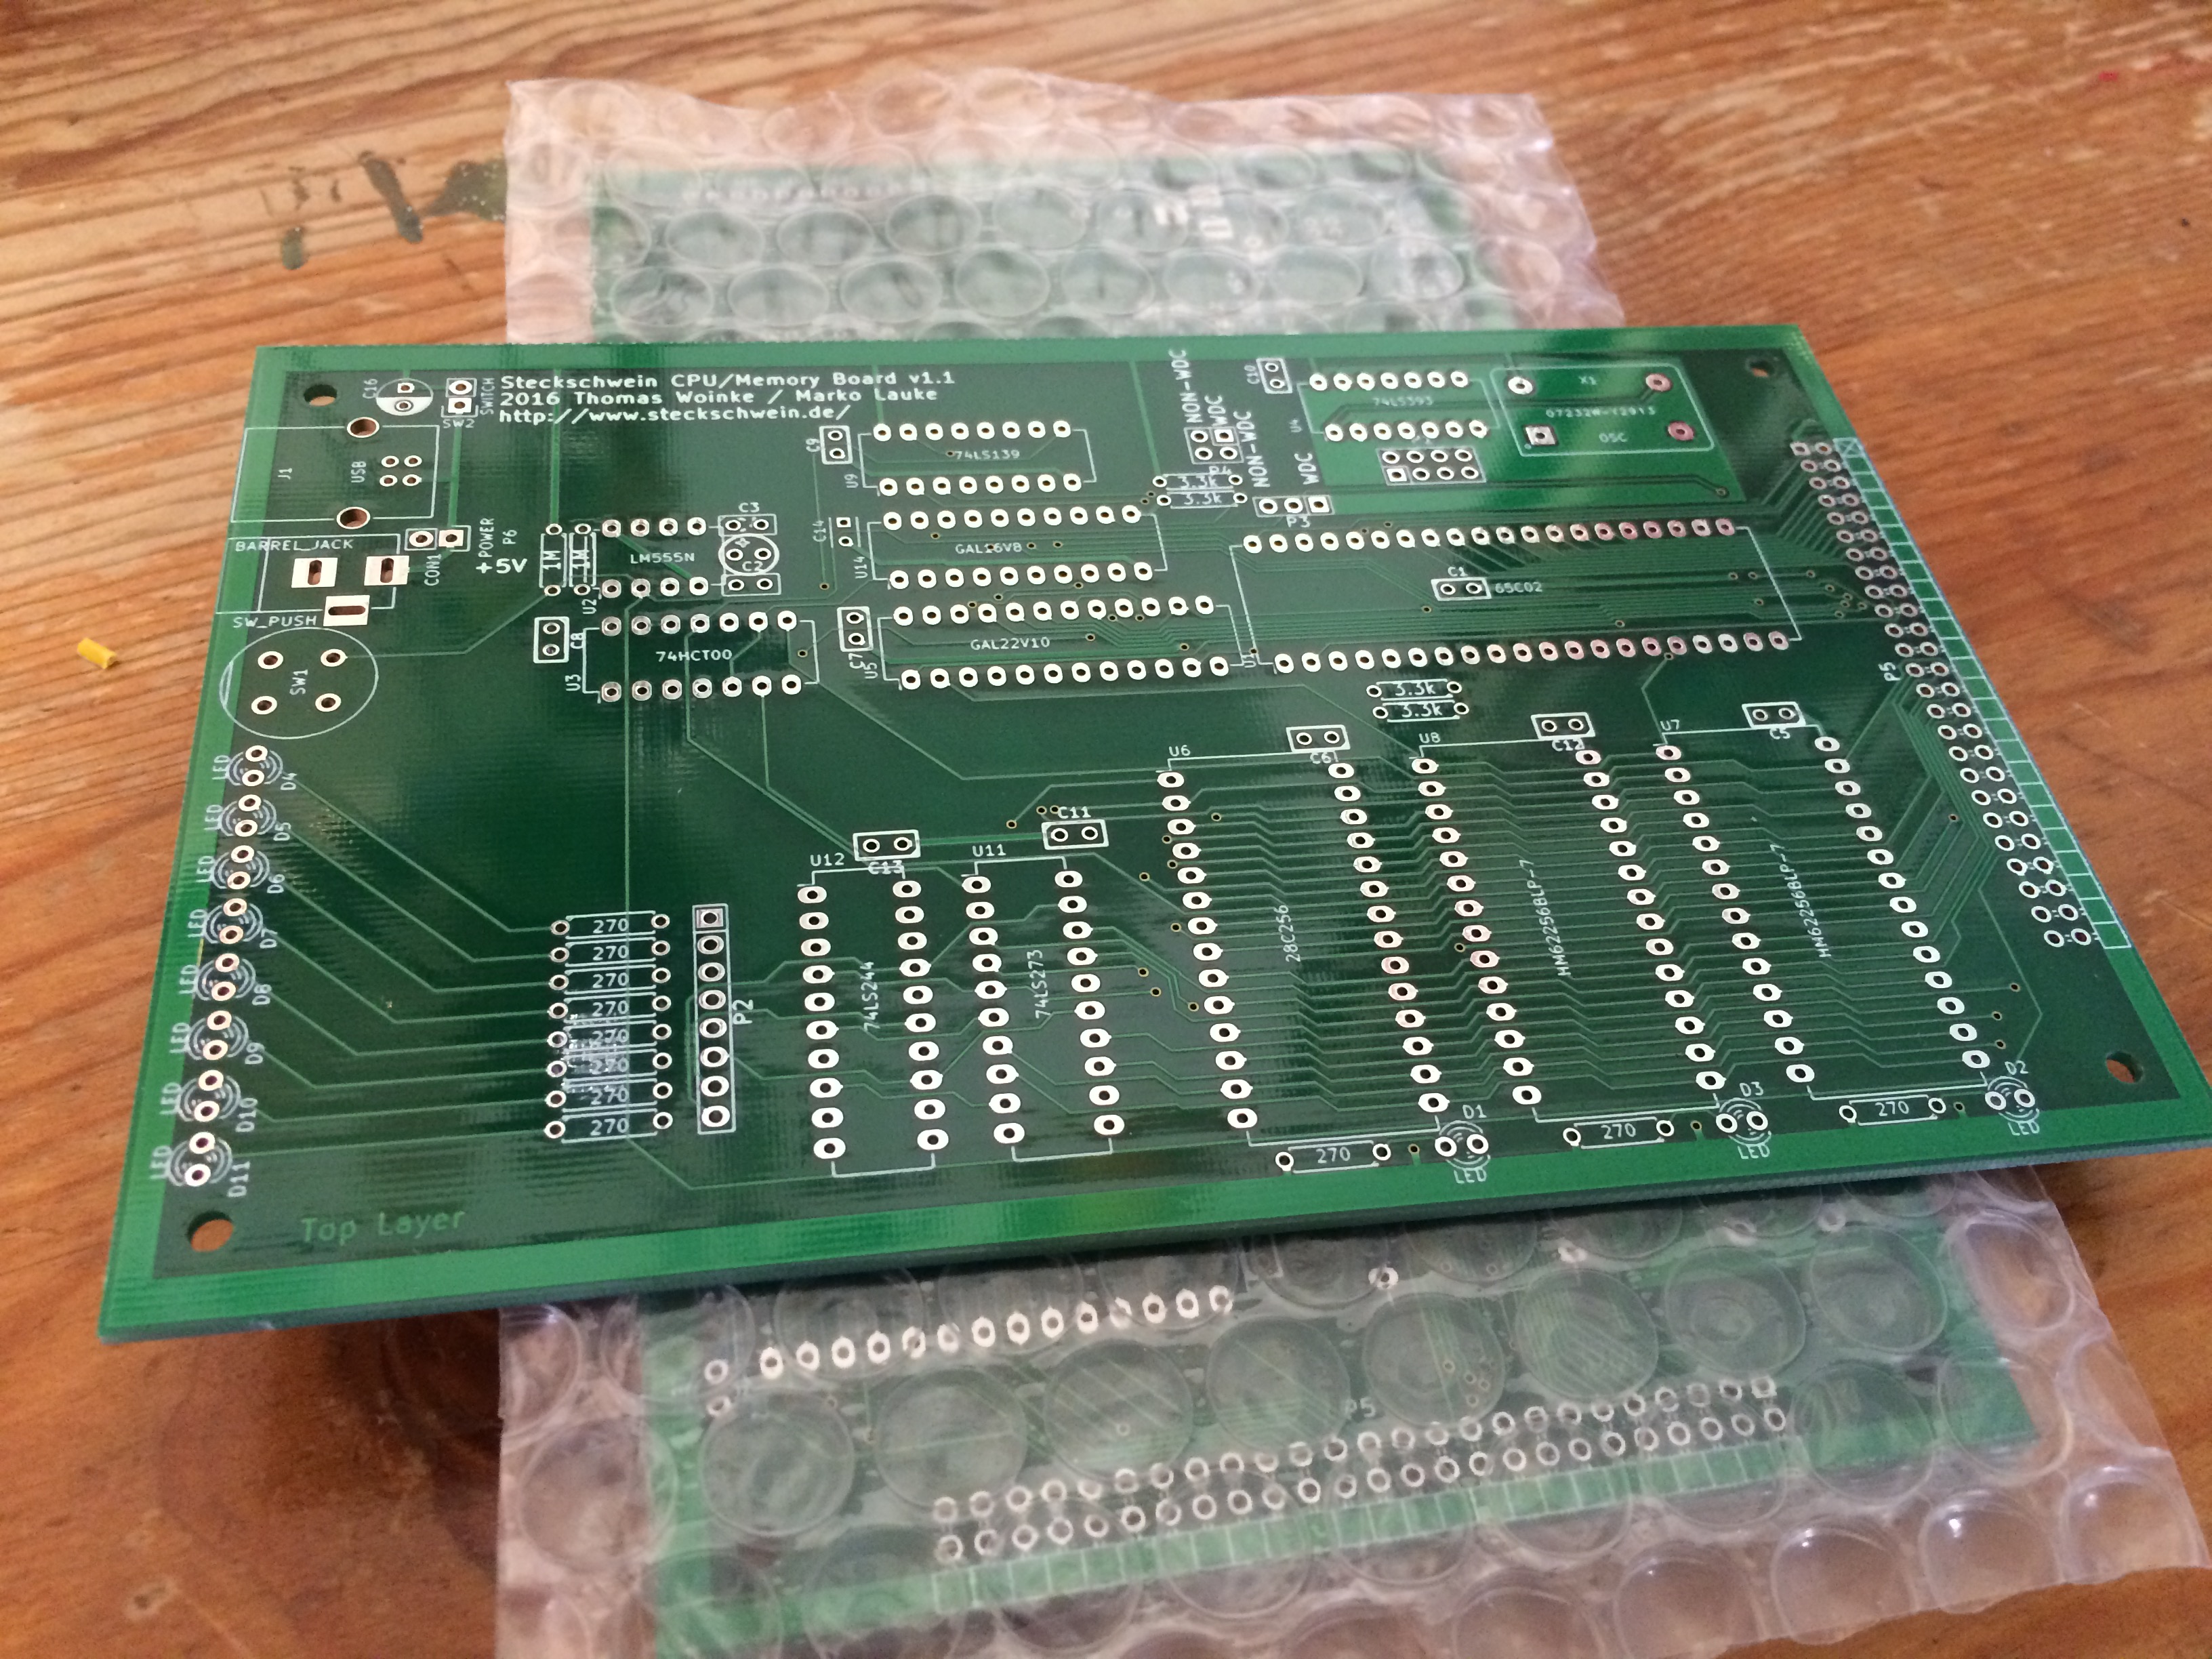 C16
SWITCH
SW2
Steckschwein CPU/Memory Board v1.1
2016 Thomas Woinke / Marko Lauke
http://www.steckschwein.de/
J1
USB
BARREL_JACK
CON1
POWER
P6
+5V
SW_PUSH
SW1
1M
1M
LM555N
U2
C3
C2
C8
U3
74HCT00
C9
U9
74LS139
C14
U14
GAL16V8
C7
U5
GAL22V10
NON-WDC
WDC
P4
NON-WDC
WDC
P3
3.3k
3.3k
C10
U4
74LS393
X1
OSC
C1
65C02
3.3k
3.3k
P5
LED
D4
LED
D5
LED
D6
LED
D7
LED
D8
LED
D9
LED
D10
LED
D11
270
270
270
270
270
270
270
270
P2
U12
C13
74LS244
U11
C11
74LS273
U6
C6
28C256
U8
C12
HM62256BLP-7
U7
C5
HM62256BLP-7
270
D1
LED
270
D3
LED
270
D2
LED
Top Layer
P5